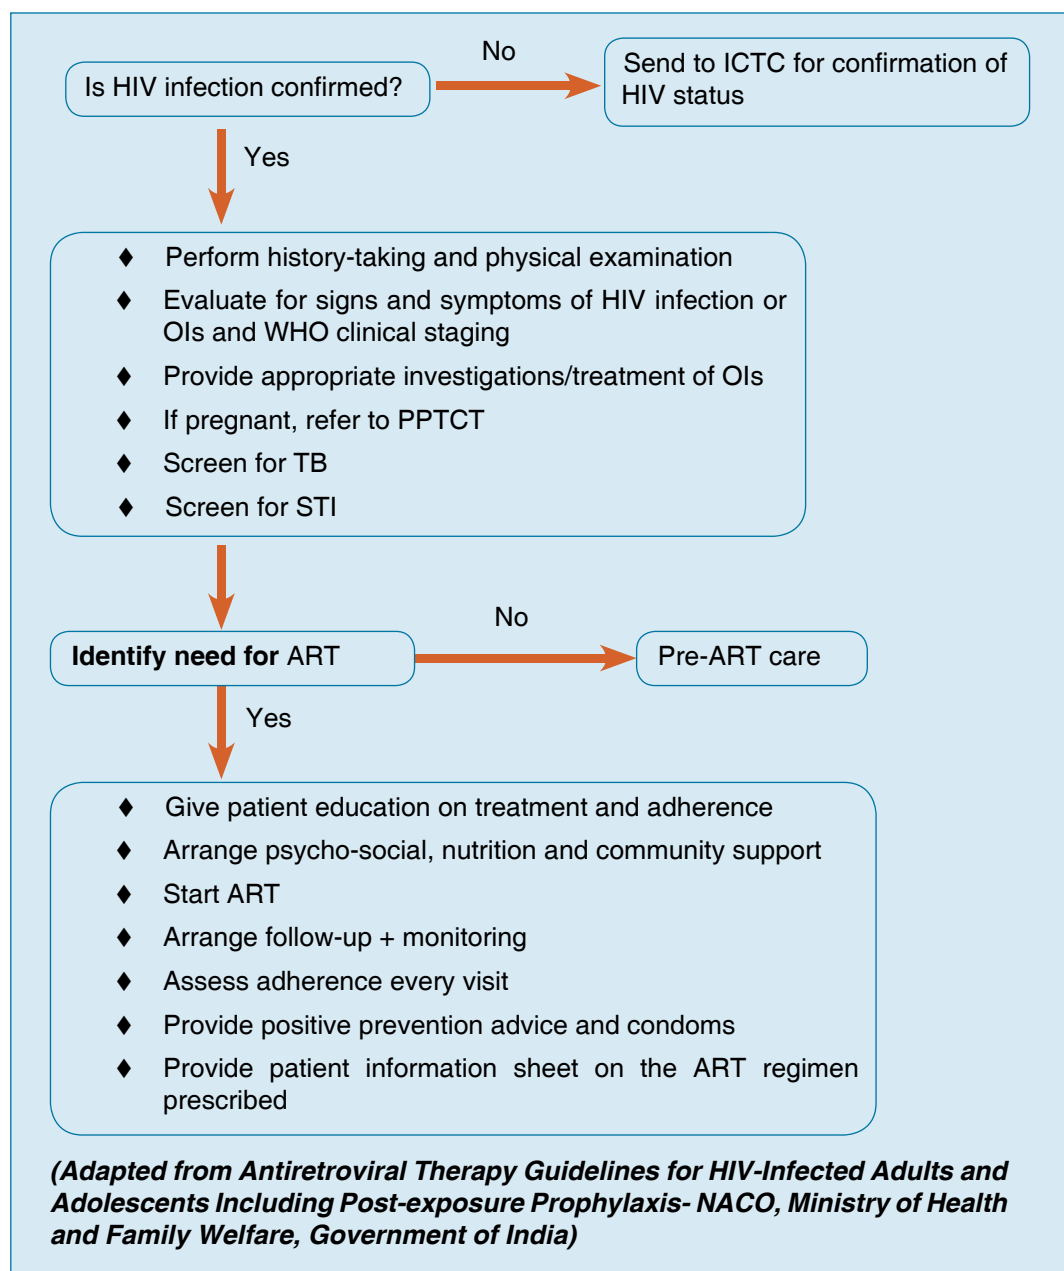 Is HIV infection confirmed?
No
Send to ICTC for confirmation of
HIV status
Yes
♦ Perform history-taking and physical examination
♦ Evaluate for signs and symptoms of HIV infection or
OIs and WHO clinical staging
♦ Provide appropriate investigations/treatment of OIs
♦ If pregnant, refer to PPTCT
♦ Screen for TB
♦ Screen for STI
Identify need for ART
No
Pre-ART care
Yes
♦ Give patient education on treatment and adherence
♦ Arrange psycho-social, nutrition and community support
♦ Start ART
♦ Arrange follow-up + monitoring
♦ Assess adherence every visit
♦ Provide positive prevention advice and condoms
♦ Provide patient information sheet on the ART regimen
prescribed
(Adapted from Antiretroviral Therapy Guidelines for HIV-Infected Adults and
Adolescents Including Post-exposure Prophylaxis- NACO, Ministry of Health
and Family Welfare, Government of India)